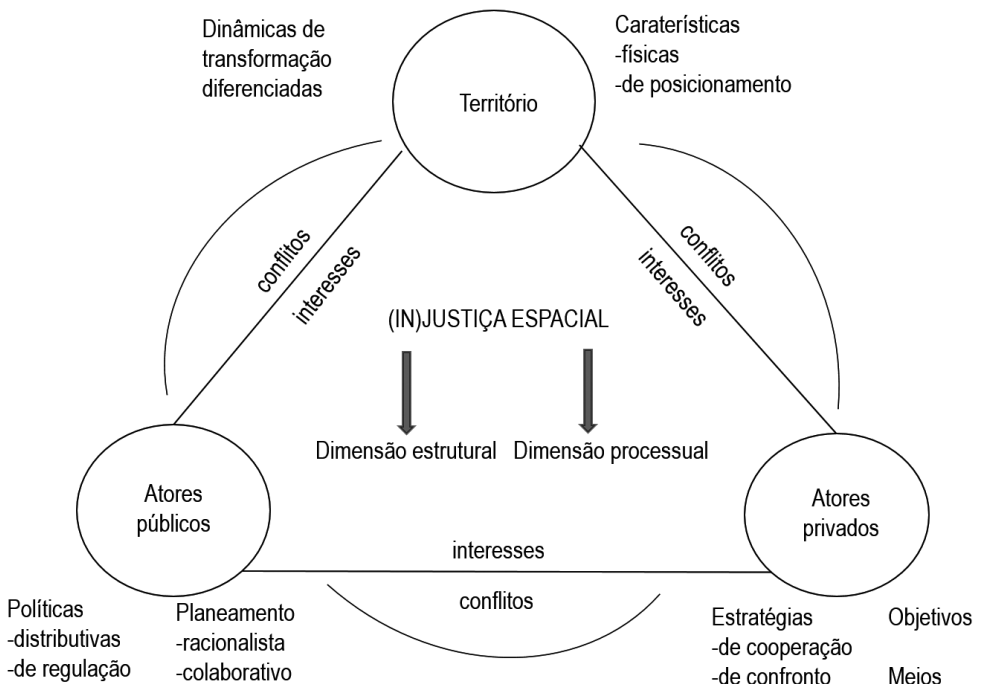 Dinâmicas de
transformação
diferenciadas
Território
Caraterísticas
-físicas
-de posicionamento
conflitos
interesses
conflitos
interesses
(IN)JUSTIÇA ESPACIAL
Dimensão estrutural
Dimensão processual
Atores
públicos
Atores
privados
interesses
conflitos
Políticas
-distributivas
-de regulação
Planeamento
-racionalista
-colaborativo
Estratégias
-de cooperação
-de confronto
Objetivos
Meios